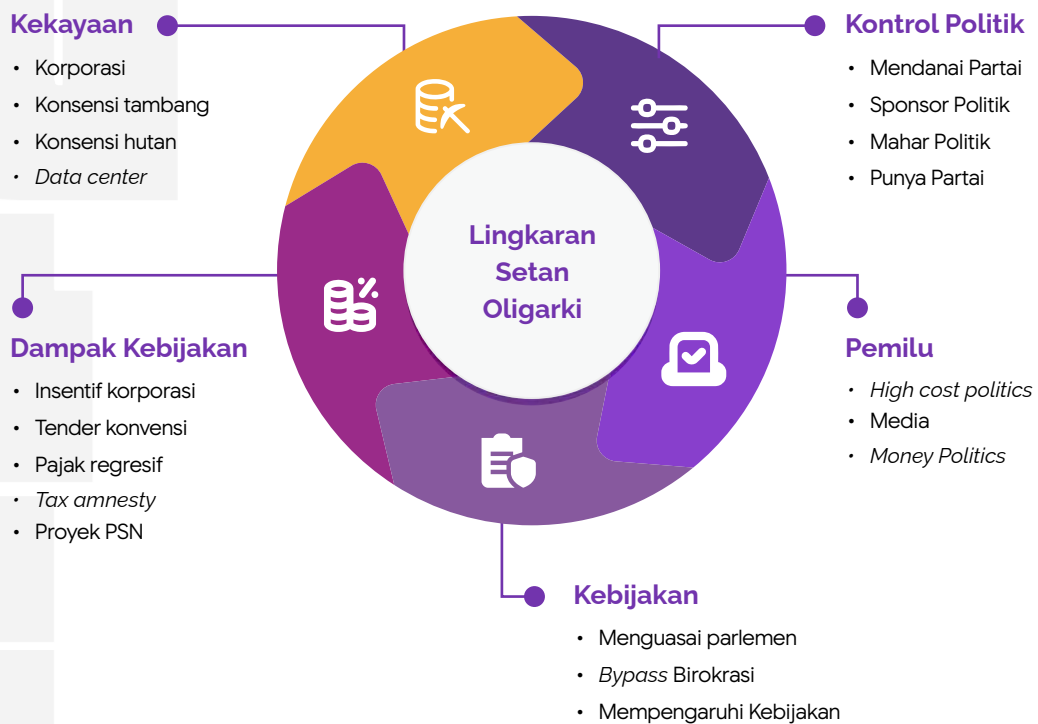 Kekayaan
• Korporasi
• Konsensi tambang
• Konsensi hutan
• Data center
Kontrol Politik
• Mendanai Partai
• Sponsor Politik
• Mahar Politik
• Punya Partai
Lingkaran
Setan
Oligarki
Dampak Kebijakan
• Insentif korporasi
• Tender konvensi
• Pajak regresif
• Tax amnesty
• Proyek PSN
Pemilu
• High cost politics
• Media
• Money Politics
Kebijakan
• Menguasai parlemen
• Bypass Birokrasi
• Mempengaruhi Kebijakan